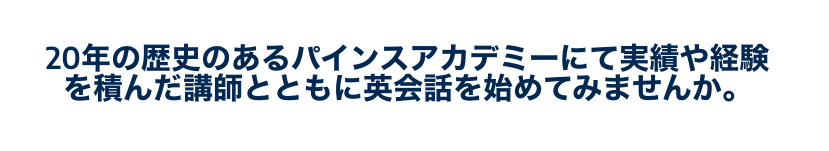 20年の歴史のあるパインスアカデミーにて実績や経験
を積んだ講師とともに英会話を始めてみませんか。